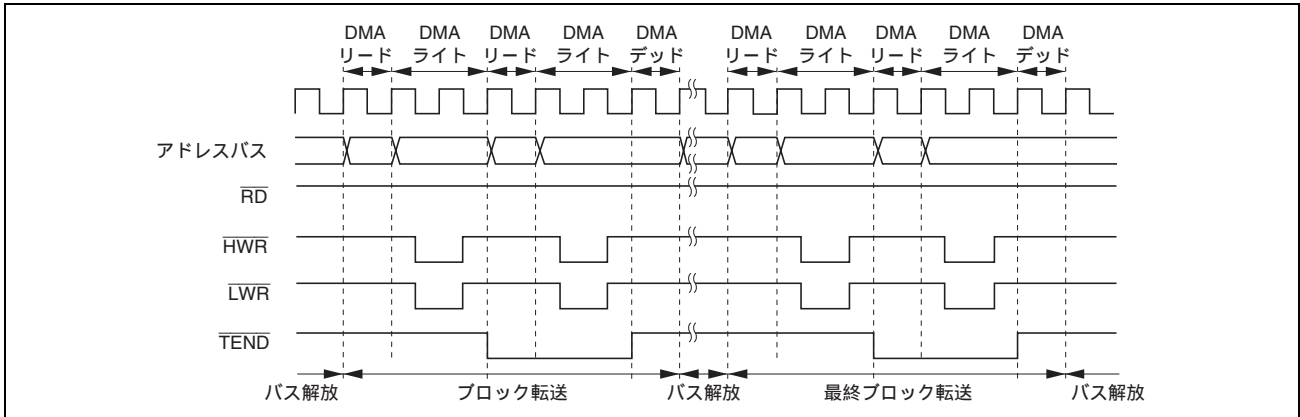 DMA DMA DMA DMA DMA DMA DMA DMA DMA DMA
リード ライト リード ライト デッド リード ライト リード ライト デッド
アドレスバス
RD
HWR
LWR
TEND
バス解放 ブロック転送 バス解放 最終ブロック転送 バス解放